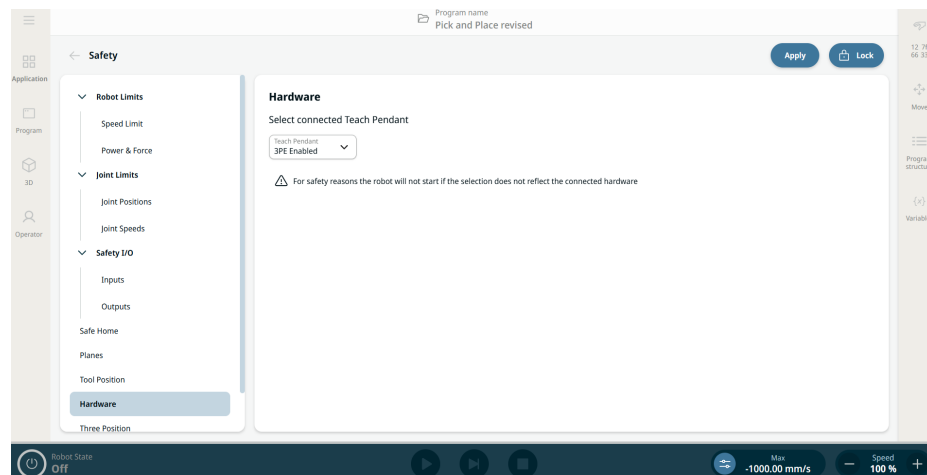 Program name
Pick and Place revised
Safety
Apply
Lock
Application
Program
3D
Operator
Robot Limits
Speed Limit
Power & Force
Joint Limits
Joint Positions
Joint Speeds
Safety I/O
Inputs
Outputs
Safe Home
Planes
Tool Position
Hardware
Three Position
Hardware
Select connected Teach Pendant
Teach Pendant
3PE Enabled
For safety reasons the robot will not start if the selection does not reflect the connected hardware
12
66
Move
{x}
Robot State
Off
Max
-1000.00 mm/s
Speed
100 %